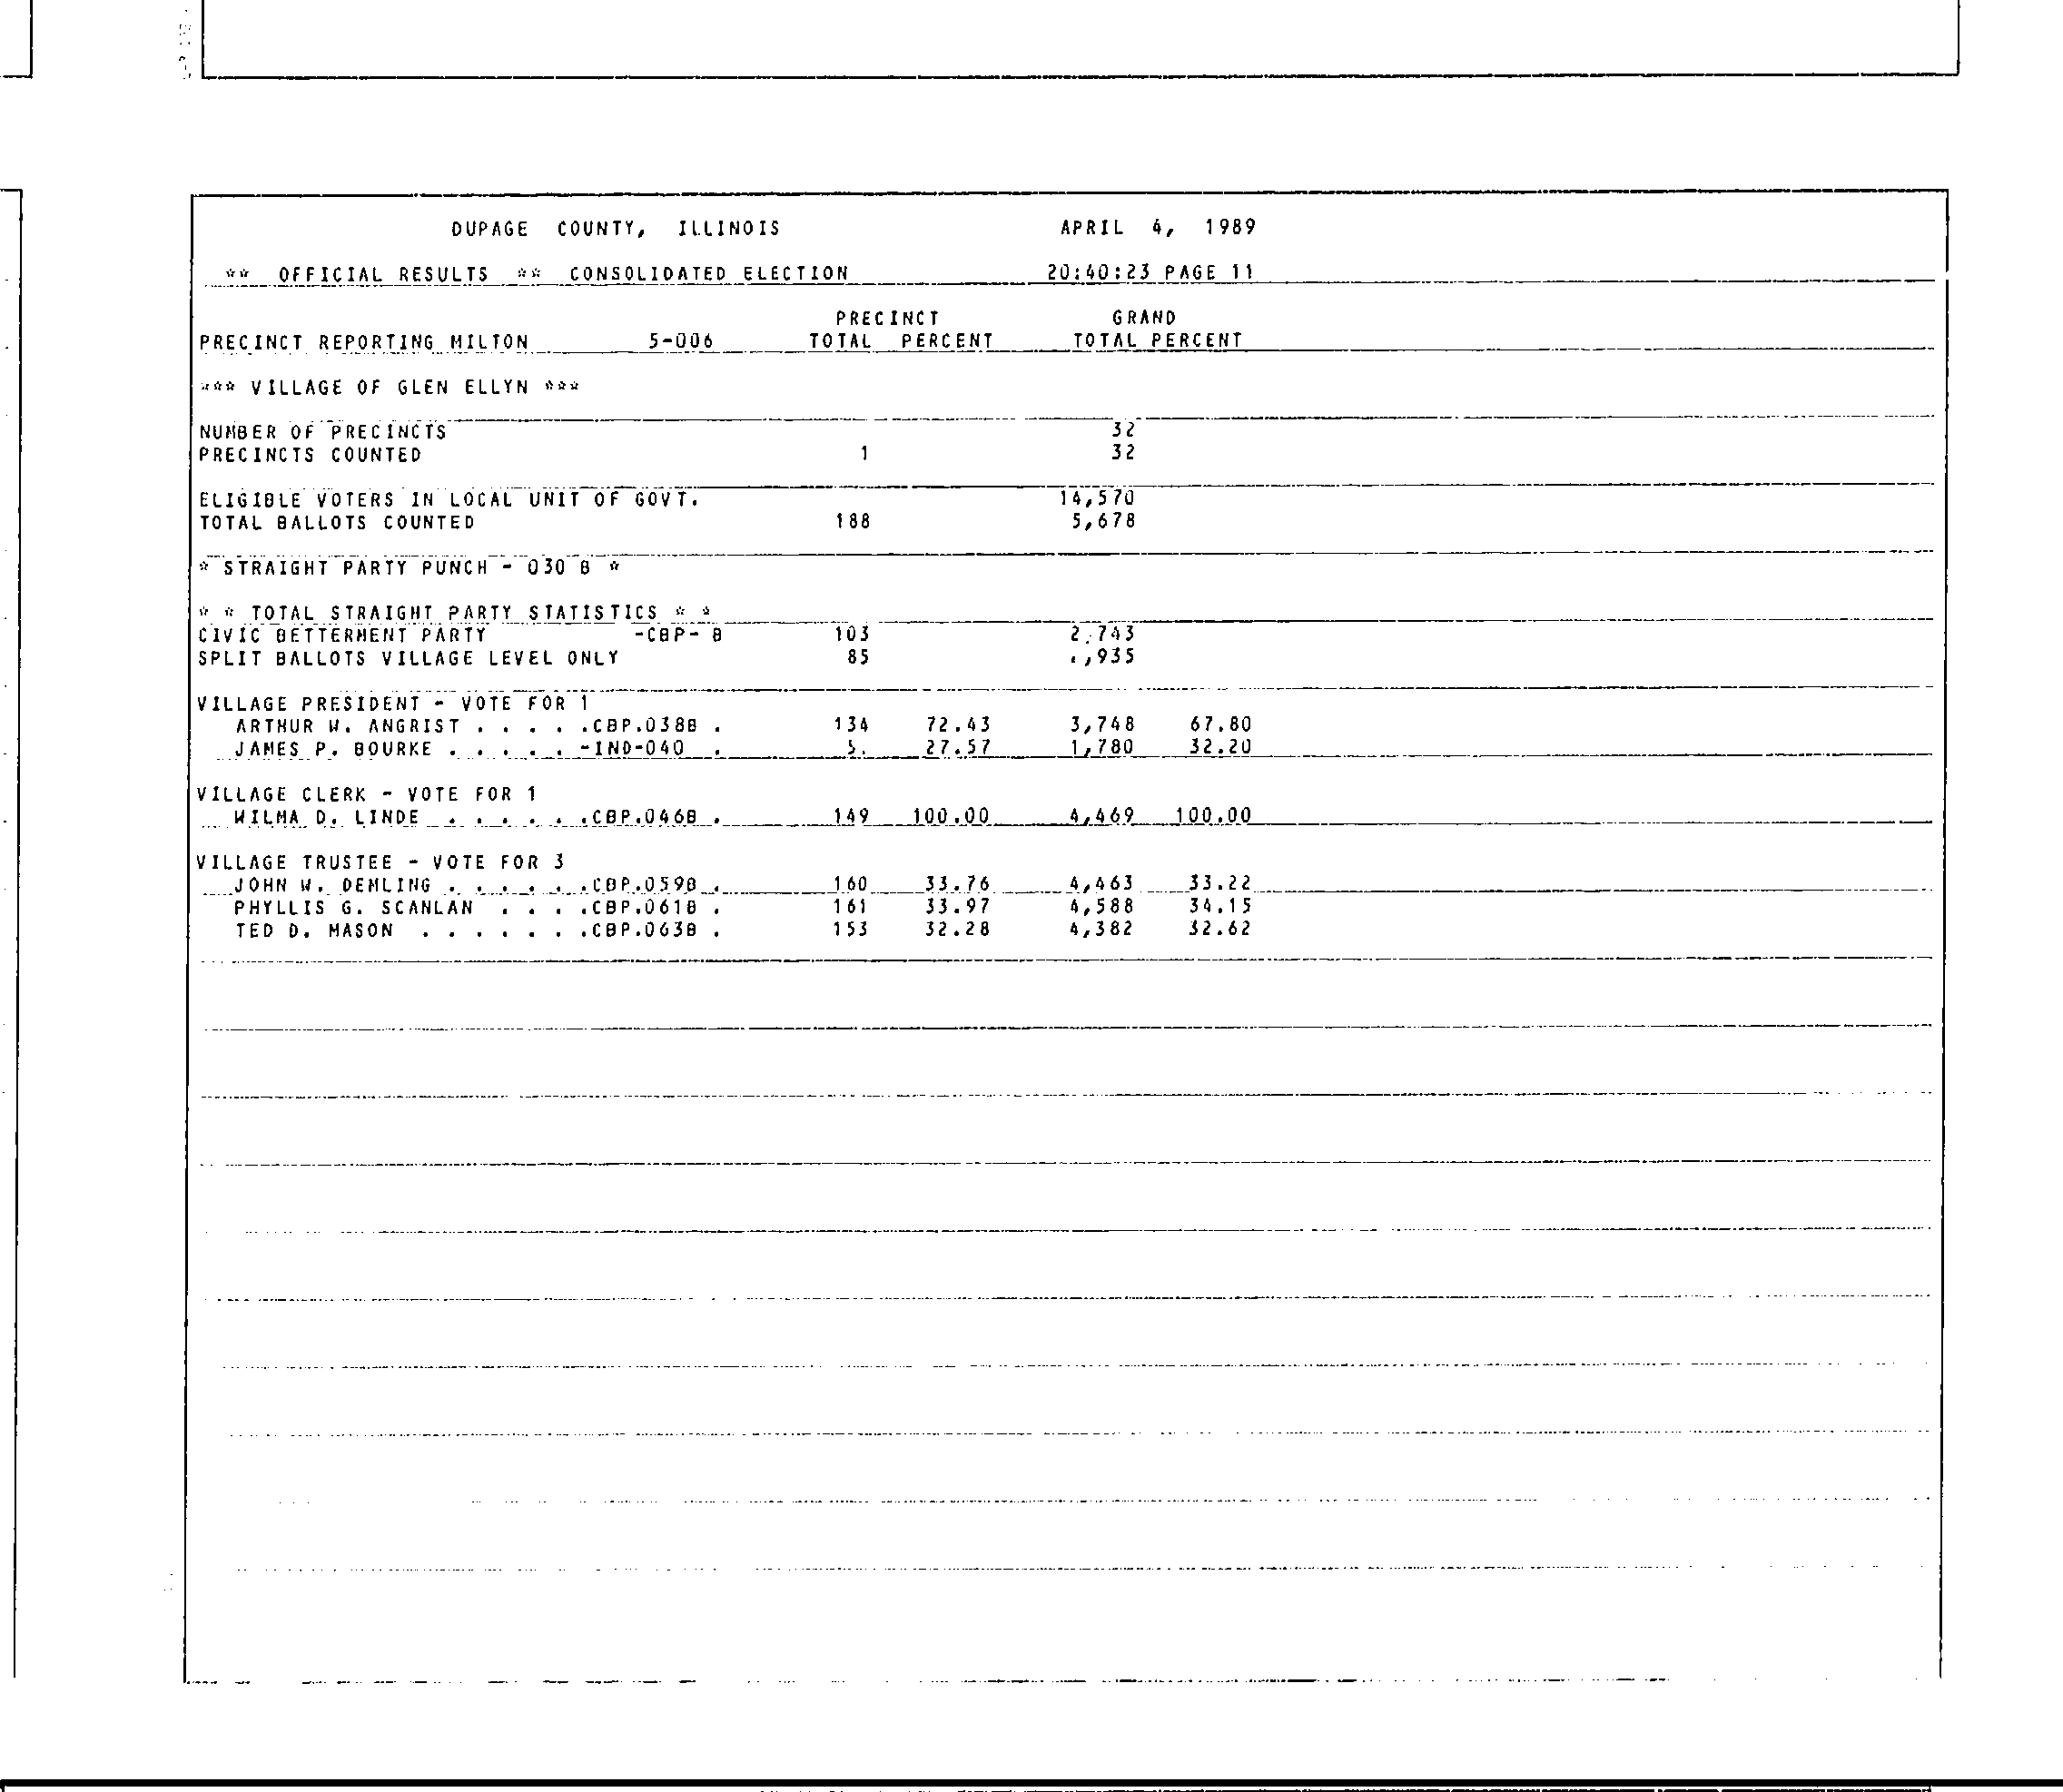 DUPAGE COUNTY, ILLINOIS APRIL 4, 1989
** OFFICIAL RESULTS ** CONSOLIDATED ELECTION 20:40:23 PAGE 11
PRECINCT GRAND
PRECINCT REPORTING MILTON 5-006 TOTAL PERCENT TOTAL PERCENT
*** VILLAGE OF GLEN ELLYN ***
NUMBER OF PRECINCTS 32
PRECINCTS COUNTED 1 32
ELIGIBLE VOTERS IN LOCAL UNIT OF GOVT. 14,570
TOTAL BALLOTS COUNTED 188 5,678
* STRAIGHT PARTY PUNCH - 030 B *
* * TOTAL STRAIGHT PARTY STATISTICS * *
CIVIC BETTERMENT PARTY -CBP- B 103 2,743
SPLIT BALLOTS VILLAGE LEVEL ONLY 85
VILLAGE PRESIDENT - VOTE FOR 1
ARTHUR W. ANGRIST . . . . .CBP.038B . 134 72.43 3,748 67.80
JAMES P. BOURKE . . . . . -IND-040 . 27.57 1,780 32.20
VILLAGE CLERK - VOTE FOR 1
WILMA D. LINDE . . . . . .CBP.046B . 149 100.00 4,469 100.00
VILLAGE TRUSTEE - VOTE FOR 3
JOHN W. DEMLING . . . . . .CBP.059B . 160 33.76 4,463 33.22
PHYLLIS G. SCANLAN . . . .CBP.061B . 161 33.97 4,588 34.15
TED D. MASON . . . . . . .CBP.063B . 153 32.28 4,382 32.62